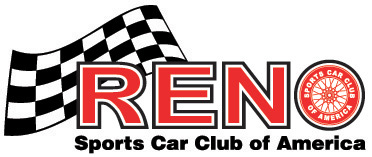 RENO
SPORTS CAR CLUB
OF AMERICA
Sports Car Club of America